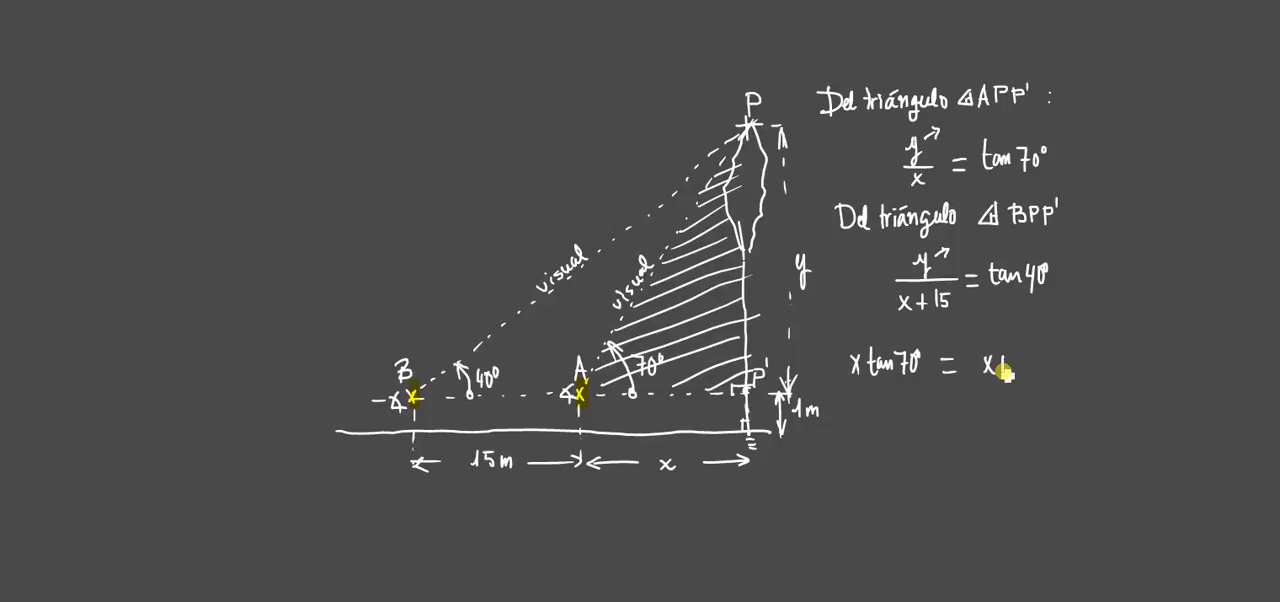 P
Del triángulo ⊿APP' :
y/x = tan 70°
Del triángulo ⊿ BPP'
y/(x+15) = tan 40°
visual
visual
y
B
40°
A
70°
P'
1m
x tan 70° = x t
15m
x